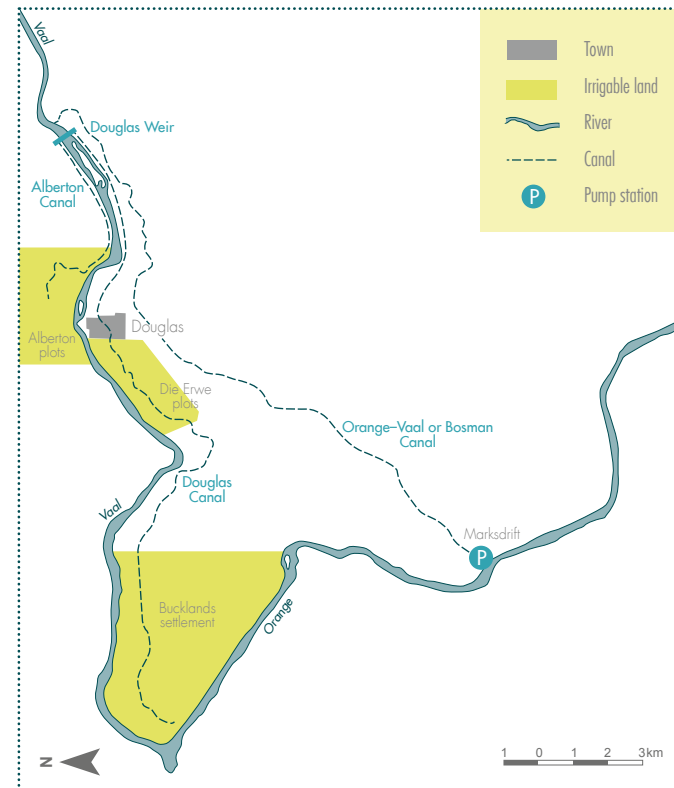 Vaal
Town
Irrigable land
River
Canal
P
Pump station
Douglas Weir
Alberton
Canal
Alberton
plots
Douglas
Die Erwe
plots
Orange–Vaal or Bosman
Canal
Douglas
Canal
Vaal
Marksdrift
P
Bucklands
settlement
Orange
N
1 0 1 2 3km